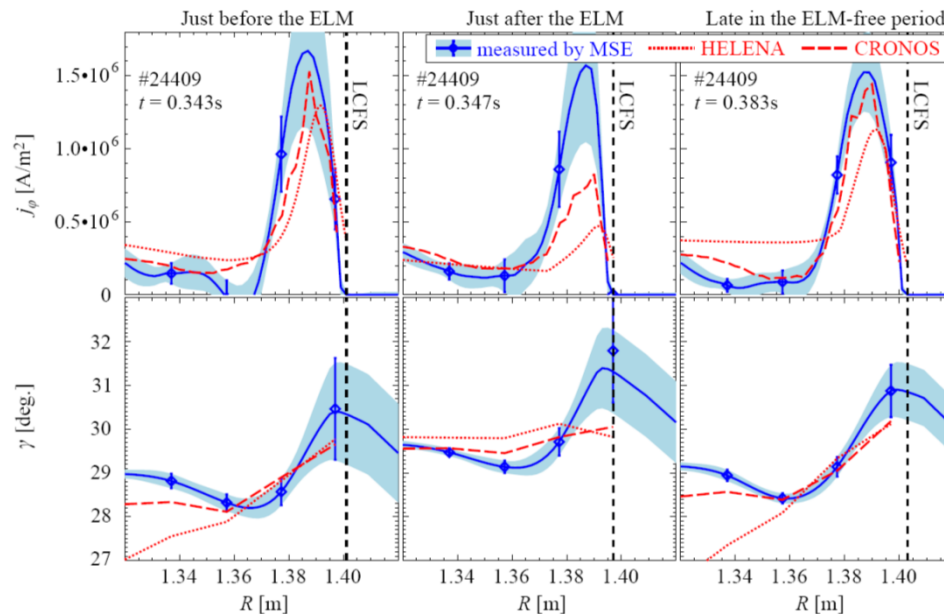 Just before the ELM
Just after the ELM
Late in the ELM-free period
measured by MSE
HELENA
CRONOS
#24409
t = 0.343s
LCFS
#24409
t = 0.347s
LCFS
#24409
t = 0.383s
LCFS
jφ [A/m²]
1.5•10⁶
1.0•10⁶
0.5•10⁶
0
γ [deg.]
32
31
30
29
28
27
1.34 1.36 1.38 1.40
1.34 1.36 1.38 1.40
1.34 1.36 1.38 1.40
R [m]
R [m]
R [m]